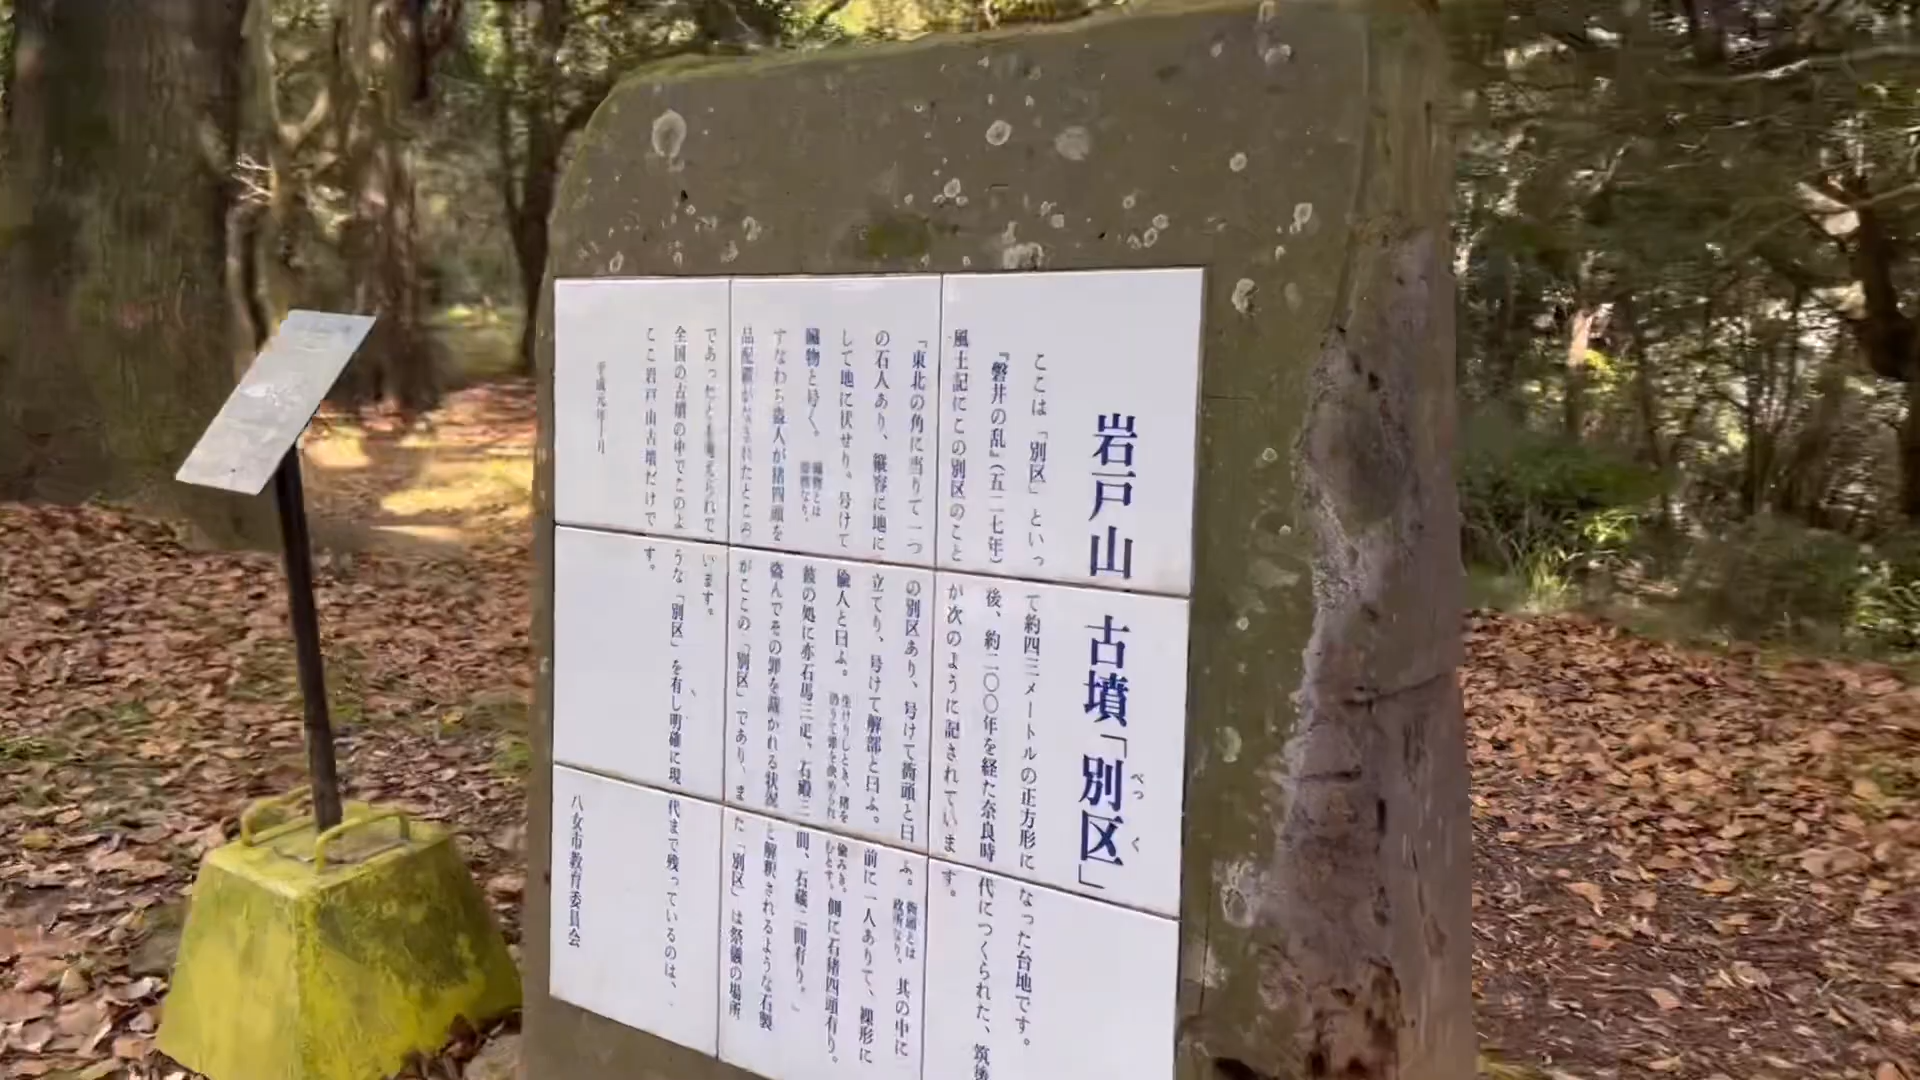 岩戸山 古墳「別区」
べっく
ここは「別区」といって約四三メートルの正方形になった台地です。
『磐井の乱』(五二七年)後、約二〇〇年を経た奈良時代につくられた、筑後
風土記にこの別区のことが次のように記されています。
「東北の角に当りて一つの別区あり、号けて衙頭と曰ふ。衙頭とは政所なり。其の中に
の石人あり、縦容に地に立てり、号けて解部と曰ふ。前に一人ありて、裸形に
して地に伏せり。号けて偸人と曰ふ。生けりしとき、猪を偸みき。側に石猪四頭有り。
贓物と号く。贓物とは盗物なり。彼の処に亦石馬三疋、石殿三間、石蔵二間有り。」
すなわち盗人が猪四頭を盗んでその罪を裁かれる状況と解釈されるような石製
品配置がなされたところがここの「別区」であり、また「別区」は祭儀の場所
であったとも
います。
全国の古墳の中でこのような「別区」を有し明確に現代まで残っているのは、
ここ岩戸山古墳だけです。
平成元年
八女市教育委員会